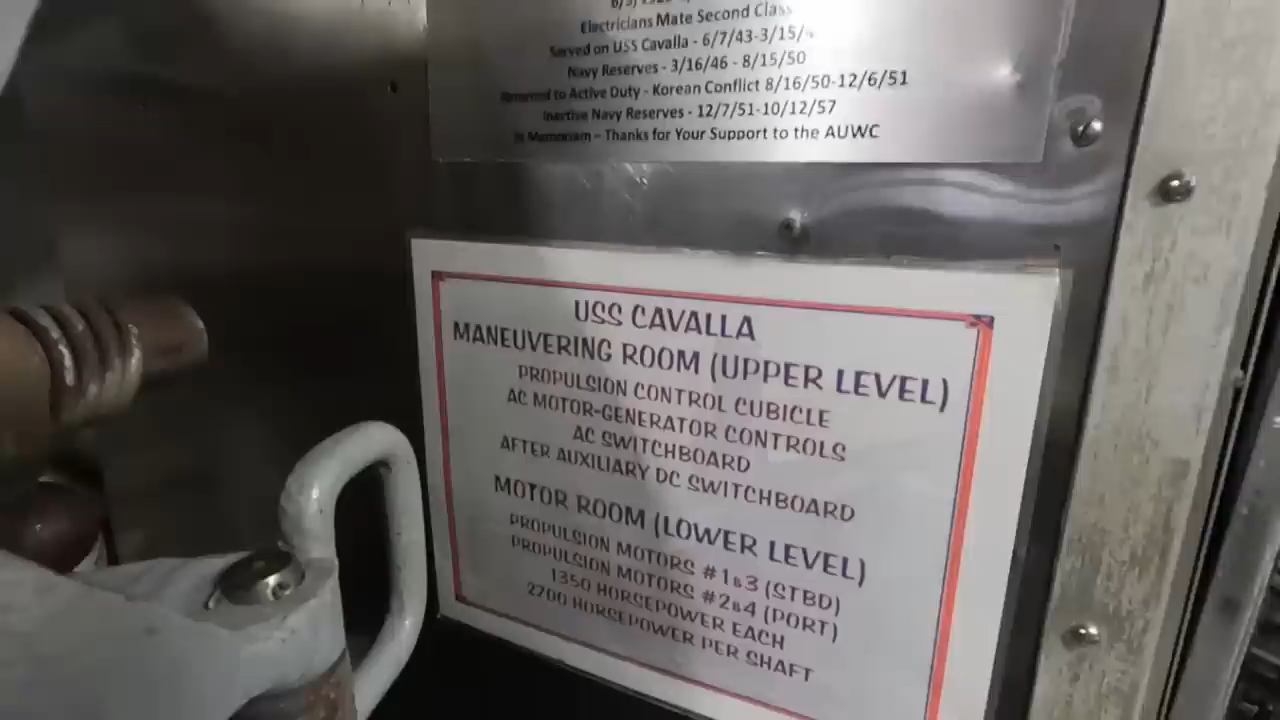 Electricians Mate Second Class
Served on USS Cavalla - 6/7/43-3/15/
Navy Reserves - 3/16/46 - 8/15/50
Returned to Active Duty - Korean Conflict 8/16/50-12/6/51
Inactive Navy Reserves - 12/7/51-10/12/57
In Memoriam – Thanks for Your Support to the AUWC
USS CAVALLA
MANEUVERING ROOM (UPPER LEVEL)
PROPULSION CONTROL CUBICLE
AC MOTOR-GENERATOR CONTROLS
AC SWITCHBOARD
AFTER AUXILIARY DC SWITCHBOARD
MOTOR ROOM (LOWER LEVEL)
PROPULSION MOTORS #1&3 (STBD)
PROPULSION MOTORS #2&4 (PORT)
1350 HORSEPOWER EACH
2700 HORSEPOWER PER SHAFT